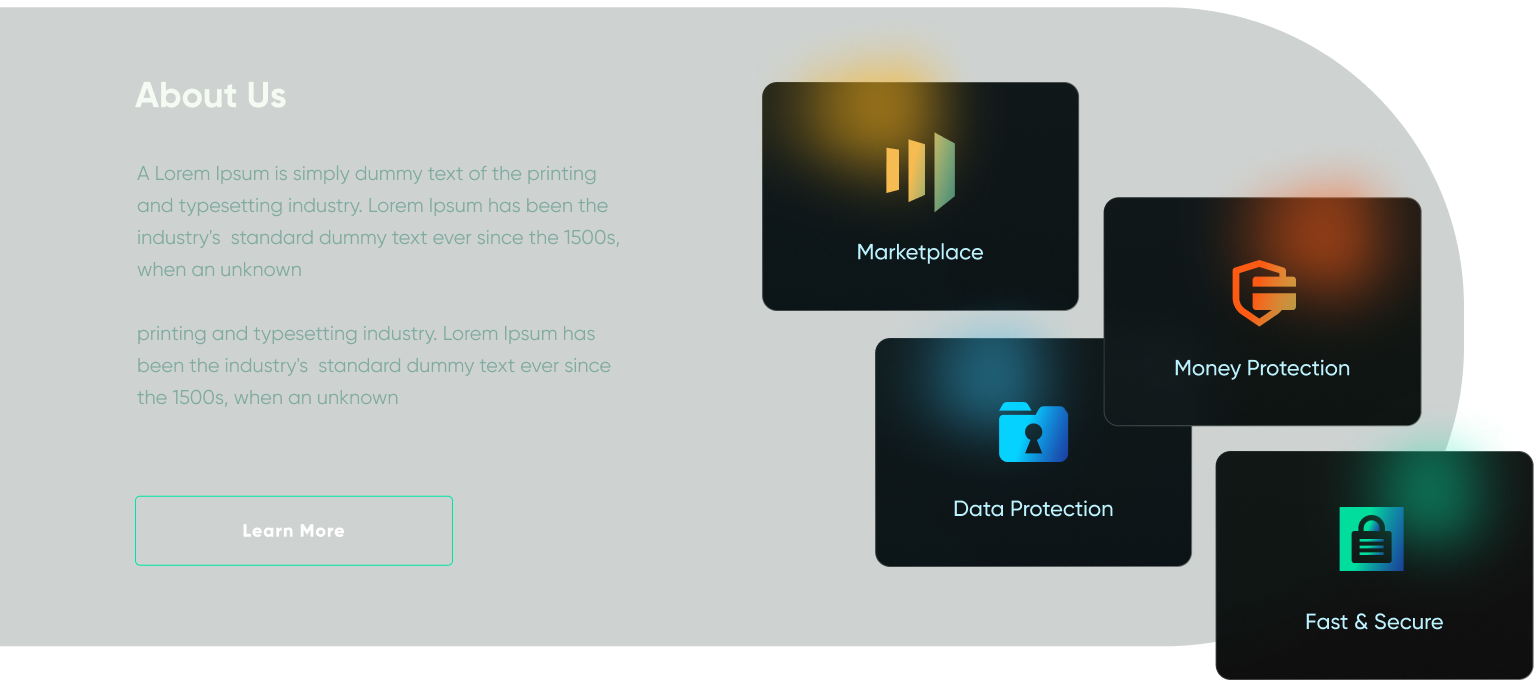 About Us
A Lorem Ipsum is simply dummy text of the printing
and typesetting industry. Lorem Ipsum has been the
industry's  standard dummy text ever since the 1500s,
when an unknown
printing and typesetting industry. Lorem Ipsum has
been the industry's  standard dummy text ever since
the 1500s, when an unknown
Learn More
Marketplace
Money Protection
Data Protection
Fast & Secure